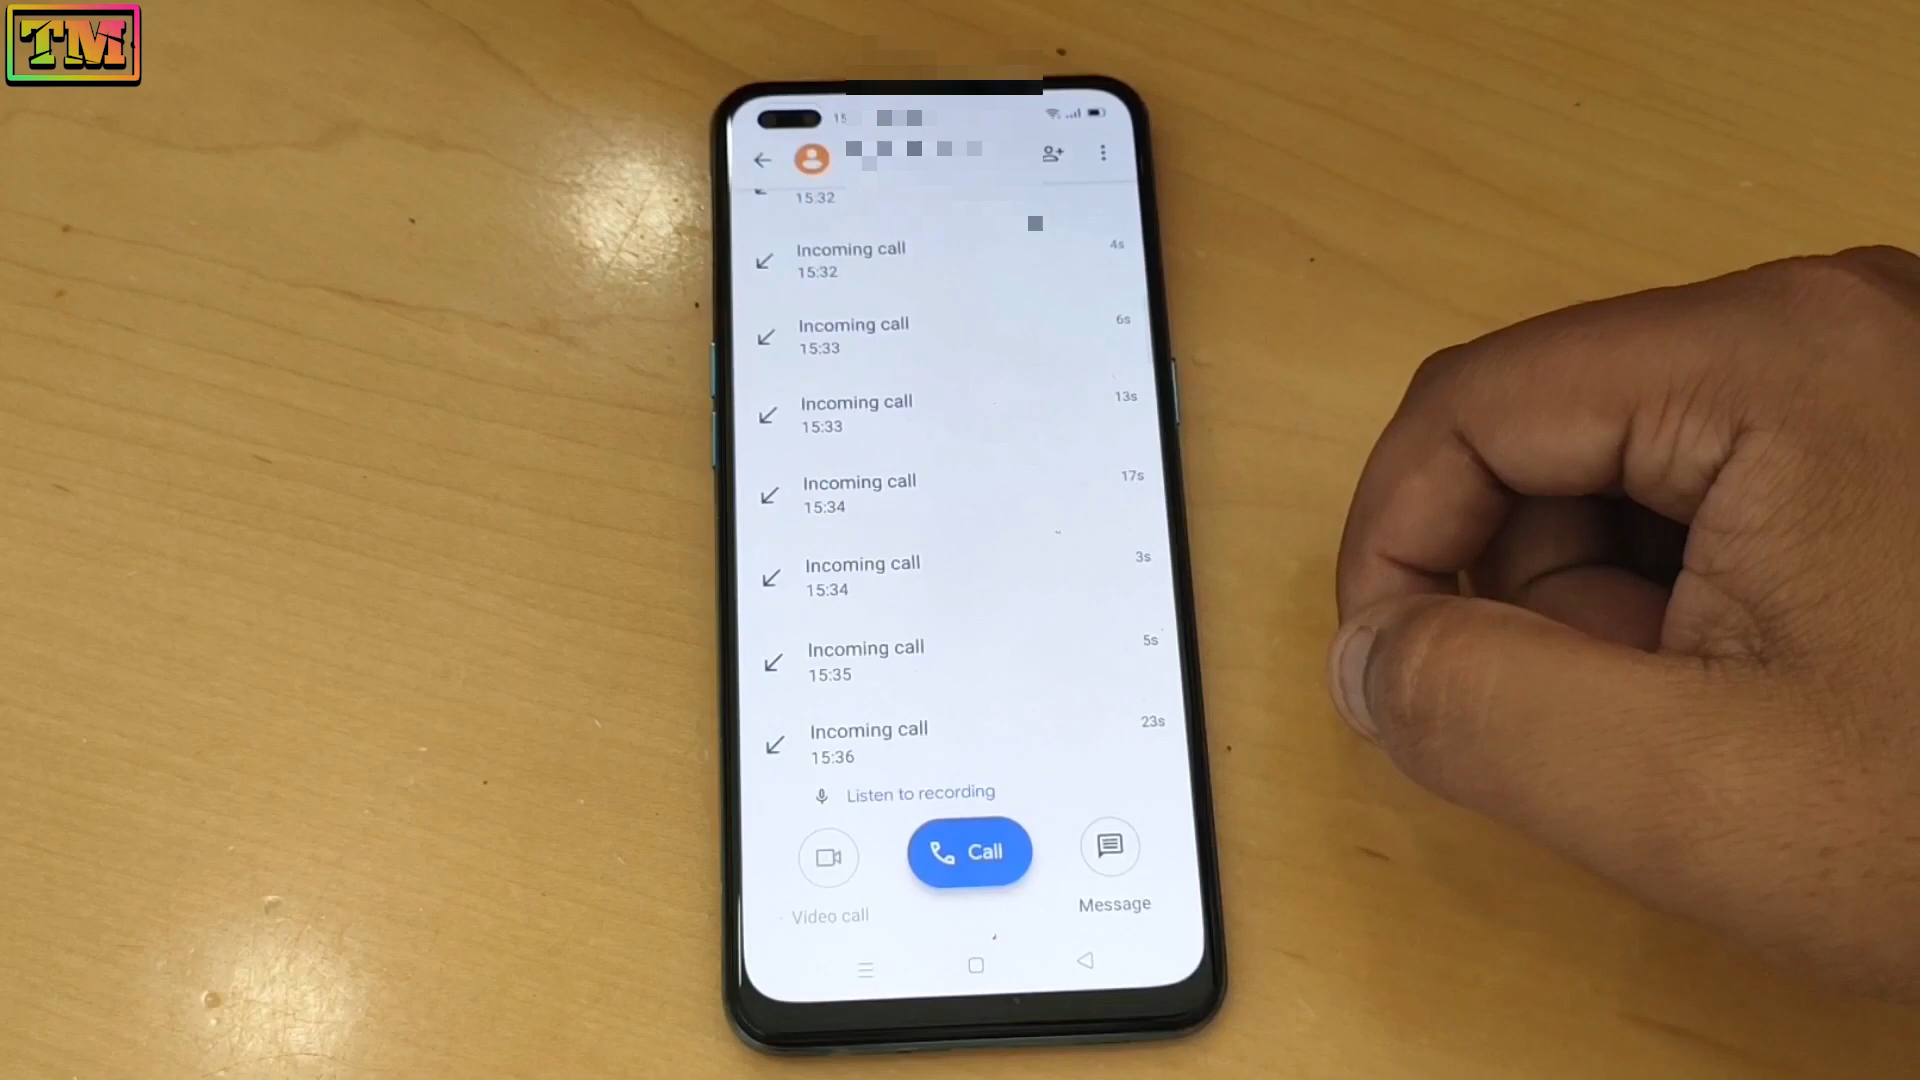 TM
15
15:32
Incoming call 4s
15:32
Incoming call 6s
15:33
Incoming call 13s
15:33
Incoming call 17s
15:34
Incoming call 3s
15:34
Incoming call 5s
15:35
Incoming call 23s
15:36
Listen to recording
Call
Video call
Message